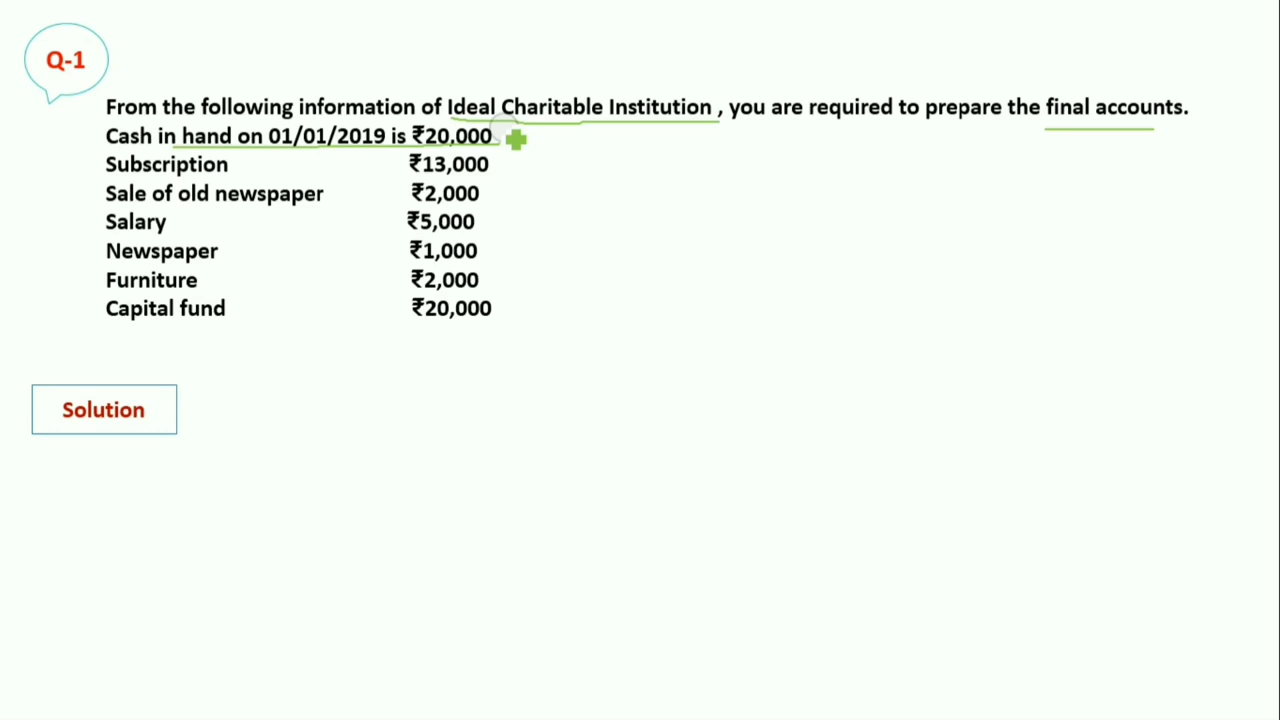 Q-1
From the following information of Ideal Charitable Institution , you are required to prepare the final accounts.
Cash in hand on 01/01/2019 is ₹20,000
Subscription ₹13,000
Sale of old newspaper ₹2,000
Salary ₹5,000
Newspaper ₹1,000
Furniture ₹2,000
Capital fund ₹20,000
Solution